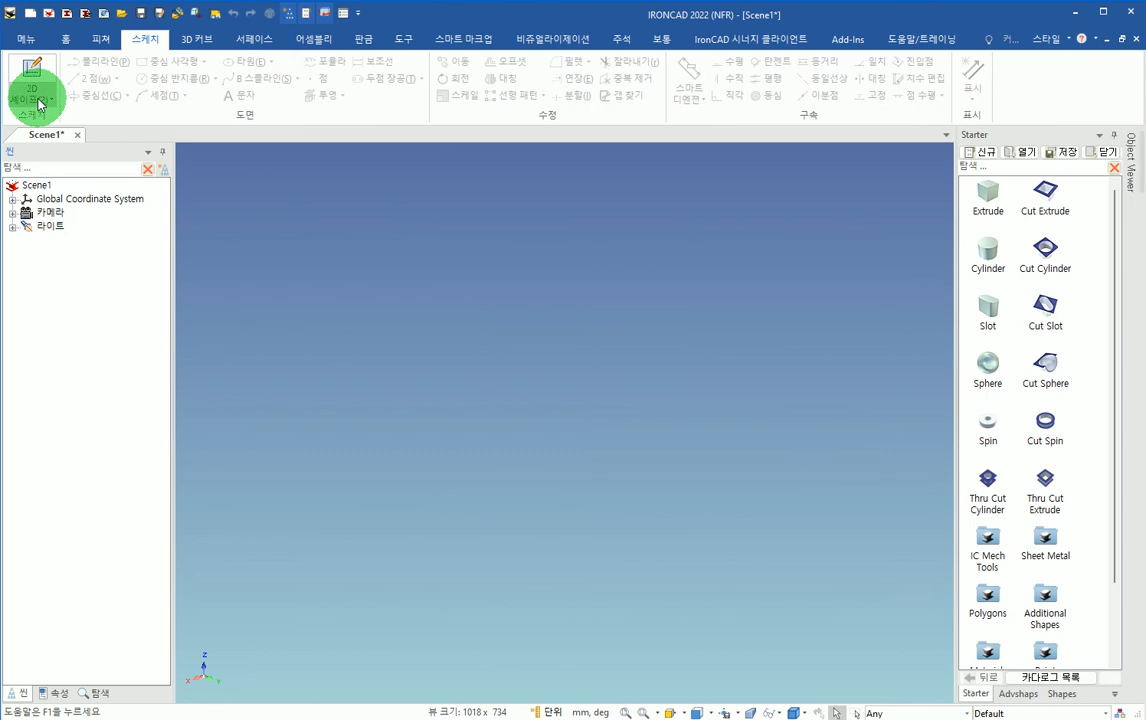 IRONCAD 2022 (NFR) - [Scene1*]
메뉴 홈 피쳐 스케치 3D 커브 서페이스 어셈블리 판금 도구 스마트 마크업 비쥬얼라이제이션 주석 보통 IronCAD 시너지 클라이언트 Add-Ins 도움말/트레이닝 커... 스타일
폴리라인(P) 중심 사각형 타원(E) 포뮬라 보조선 이동 오프셋 필렛 잘라내기(r) 수평 탄젠트 동거리 일치 진입점
2D
2 점(w) 중심 반지름(R) B 스플라인(S) 점 두점 장공(T) 회전 대칭 연장(E) 중복 제거 스마트 디멘젼 수직 평행 동일선상 대칭 치수 편집 표시
중심선(C) 세점(T) 문자 투영 스케일 선형 패턴 분할(I) 갭 찾기 직각 동심 이분점 고정 점 수평
스케치 도면 수정 구속 표시
Scene1*
씬
탐색 ...
Scene1
Global Coordinate System
카메라
라이트
Z
X
Y
씬 속성 탐색
Starter
신규 열기 저장 닫기
탐색 ...
Extrude Cut Extrude
Cylinder Cut Cylinder
Slot Cut Slot
Sphere Cut Sphere
Spin Cut Spin
Thru Cut Thru Cut
Cylinder Extrude
IC Mech Sheet Metal
Tools
Polygons Additional
Shapes
뒤로 카다로그 목록
Starter Advshaps Shapes
Object Viewer
도움말은 F1을 누르세요 뷰 크기: 1018 x 734 단위 mm, deg Any Default